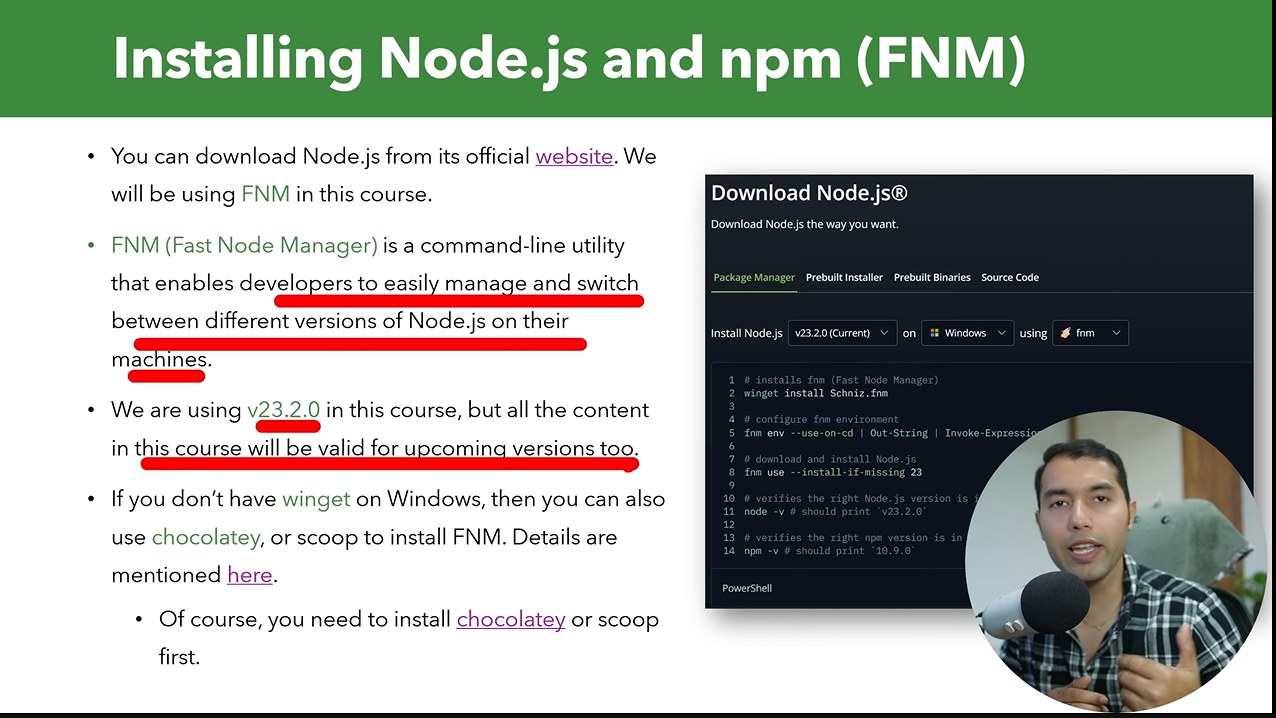 Installing Node.js and npm (FNM)
• You can download Node.js from its official website. We
will be using FNM in this course.
• FNM (Fast Node Manager) is a command-line utility
that enables developers to easily manage and switch
between different versions of Node.js on their
machines.
• We are using v23.2.0 in this course, but all the content
in this course will be valid for upcoming versions too.
• If you don’t have winget on Windows, then you can also
use chocolatey, or scoop to install FNM. Details are
mentioned here.
• Of course, you need to install chocolatey or scoop
first.
Download Node.js®
Download Node.js the way you want.
Package Manager Prebuilt Installer Prebuilt Binaries Source Code
Install Node.js v23.2.0 (Current) on Windows using fnm
1 # installs fnm (Fast Node Manager)
2 winget install Schniz.fnm
3
4 # configure fnm environment
5 fnm env --use-on-cd | Out-String | Invoke-Expressio
6
7 # download and install Node.js
8 fnm use --install-if-missing 23
9
10 # verifies the right Node.js version is i
11 node -v # should print `v23.2.0`
12
13 # verifies the right npm version is in
14 npm -v # should print `10.9.0`
PowerShell